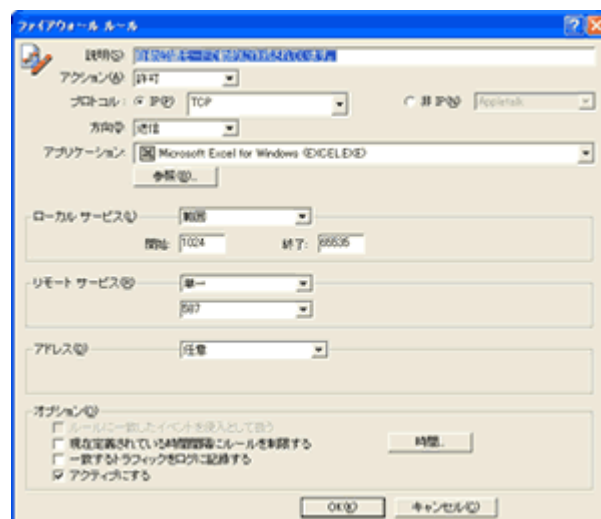 ファイアウォール ルール
説明(S)
アクション(A) 許可
プロトコル: IP(P) TCP 非 IP(N) Appletalk
方向(D) 送信
アプリケーション: Microsoft Excel for Windows (EXCEL.EXE)
参照(B)...
ローカル サービス(L) 範囲
開始: 1024 終了: 65535
リモート サービス(R) 単一
587
アドレス(D) 任意
オプション(O)
ルールに一致したイベントを侵入として扱う
現在定義されている時間間隔にルールを制限する 時間...
一致するトラフィックをログに記録する
アクティブにする
OK(K) キャンセル(C)